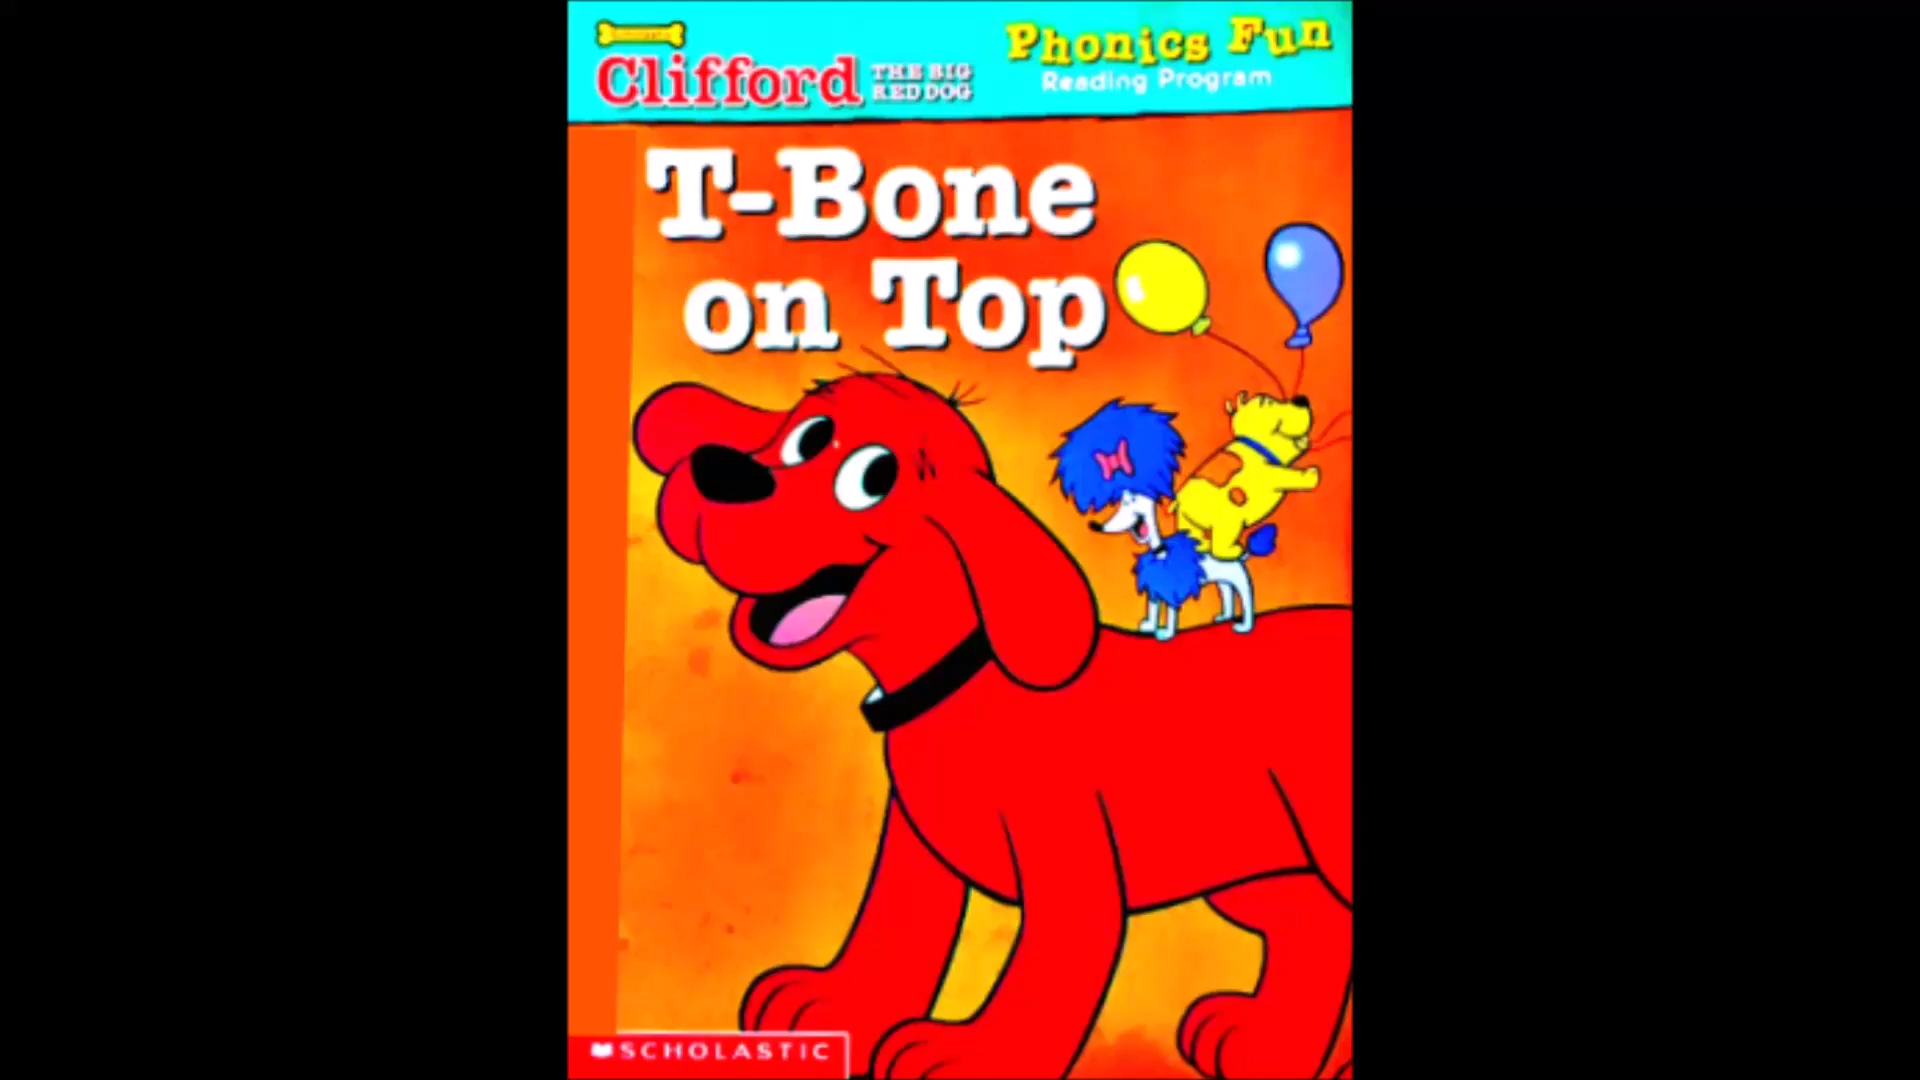 Clifford
THE BIG
RED DOG
Phonics Fun
Reading Program
T-Bone
on Top
SCHOLASTIC